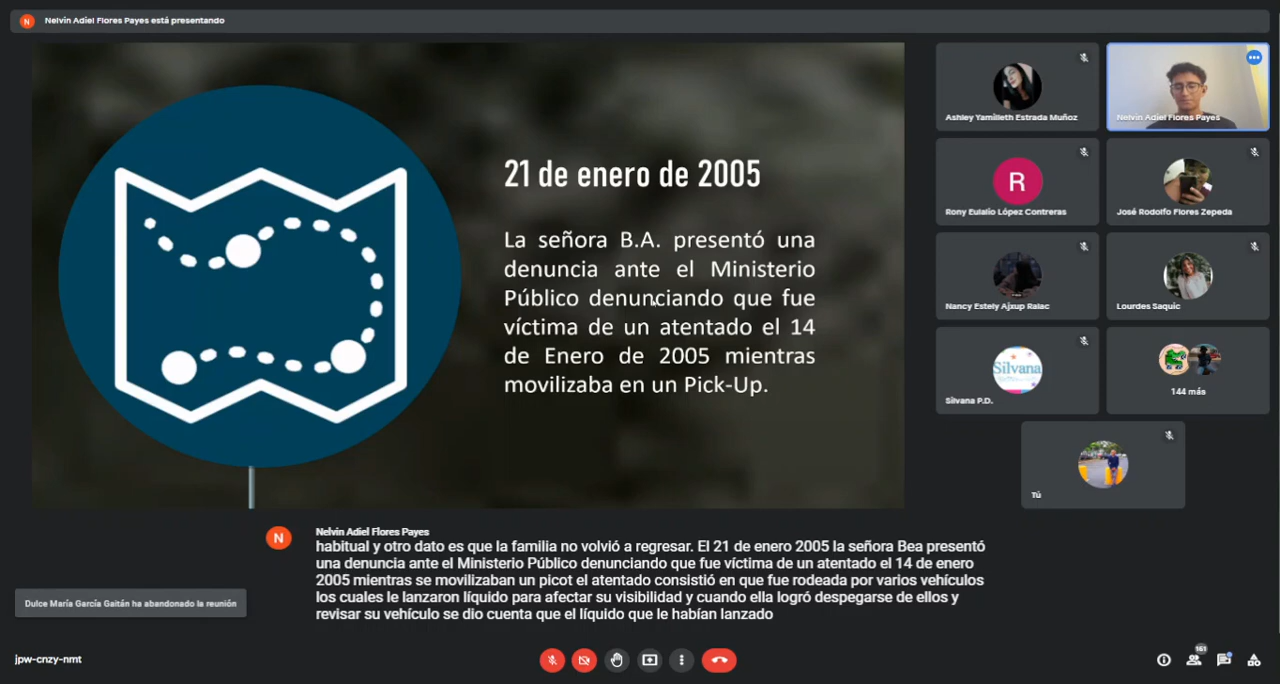 N
Nelvin Adiel Flores Payes está presentando
21 de enero de 2005
La señora B.A. presentó una
denuncia ante el Ministerio
Público denunciando que fue
víctima de un atentado el 14
de Enero de 2005 mientras
movilizaba en un Pick-Up.
Ashley Yamilleth Estrada Muñoz
Nelvin Adiel Flores Payes
R
Rony Eulalio López Contreras
José Rodolfo Flores Zepeda
Nancy Estely Ajxup Ralac
Lourdes Saquic
Silvana
Silvana P.D.
144 más
Tú
N
Nelvin Adiel Flores Payes
habitual y otro dato es que la familia no volvió a regresar. El 21 de enero 2005 la señora Bea presentó
una denuncia ante el Ministerio Público denunciando que fue víctima de un atentado el 14 de enero
2005 mientras se movilizaban un picot el atentado consistió en que fue rodeada por varios vehículos
los cuales le lanzaron líquido para afectar su visibilidad y cuando ella logró despegarse de ellos y
revisar su vehículo se dio cuenta que el líquido que le habían lanzado
Dulce María García Gaitán ha abandonado la reunión
jpw-cnzy-nmt
161